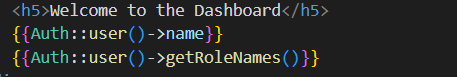 <h5>Welcome to the Dashboard</h5>
{{Auth::user()->name}}
{{Auth::user()->getRoleNames()}}